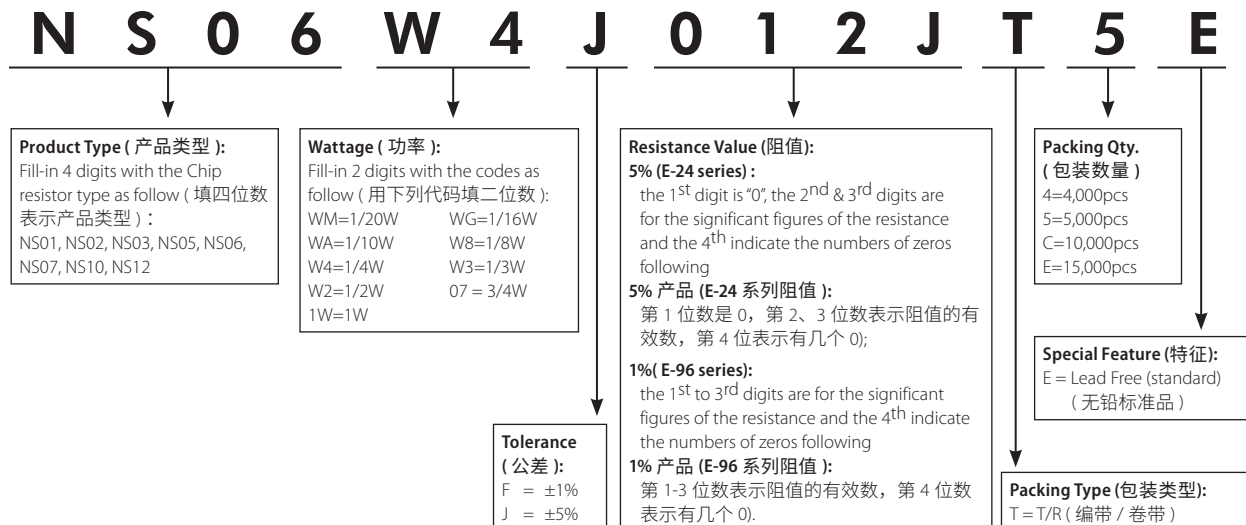 N S 0 6 W 4 J 0 1 2 J T 5 E
Product Type ( 产品类型 ):
Fill-in 4 digits with the Chip
resistor type as follow ( 填四位数
表示产品类型 ) :
NS01, NS02, NS03, NS05, NS06,
NS07, NS10, NS12
Wattage ( 功率 ):
Fill-in 2 digits with the codes as
follow ( 用下列代码填二位数 ):
WM=1/20W WG=1/16W
WA=1/10W W8=1/8W
W4=1/4W W3=1/3W
W2=1/2W 07 = 3/4W
1W=1W
Tolerance
( 公差 ):
F = ±1%
J = ±5%
Resistance Value (阻值):
5% (E-24 series) :
the 1st digit is “0”, the 2nd & 3rd digits are
for the significant figures of the resistance
and the 4th indicate the numbers of zeros
following
5% 产品 (E-24 系列阻值 ):
第 1 位数是 0，第 2、3 位数表示阻值的有
效数，第 4 位表示有几个 0);
1%( E-96 series):
the 1st to 3rd digits are for the significant
figures of the resistance and the 4th indicate
the numbers of zeros following
1% 产品 (E-96 系列阻值 ):
第 1-3 位数表示阻值的有效数，第 4 位数
表示有几个 0).
Packing Qty.
( 包装数量 )
4=4,000pcs
5=5,000pcs
C=10,000pcs
E=15,000pcs
Special Feature (特征):
E = Lead Free (standard)
( 无铅标准品 )
Packing Type (包装类型):
T = T/R ( 编带 / 卷带 )